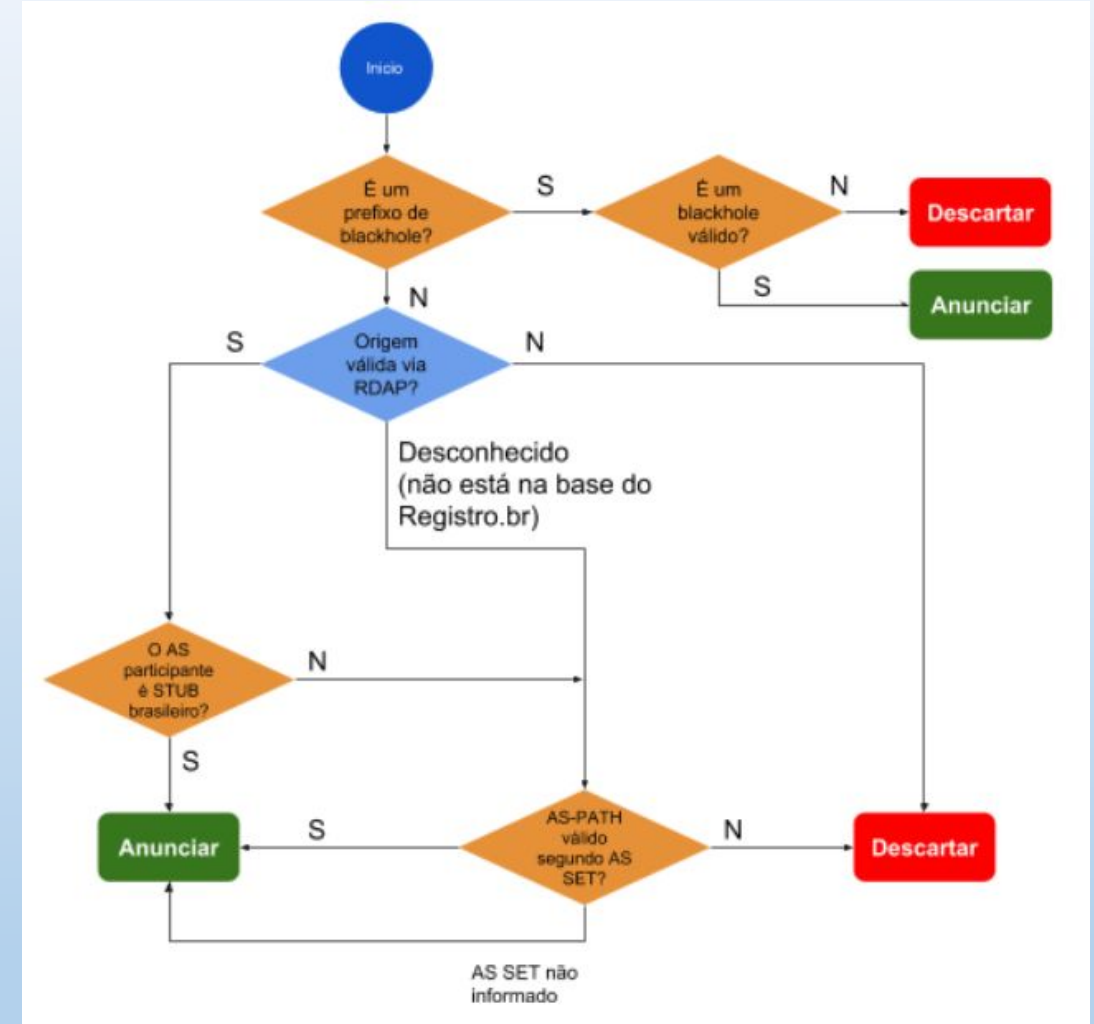 Inicio
É um
prefixo de
blackhole?
S
É um
blackhole
válido?
N
Descartar
S
Anunciar
N
S
Origem
válida via
RDAP?
N
Desconhecido
(não está na base do
Registro.br)
O AS
participante
é STUB
brasileiro?
N
S
Anunciar
S
AS-PATH
válido
segundo AS
SET?
N
Descartar
AS SET não
informado